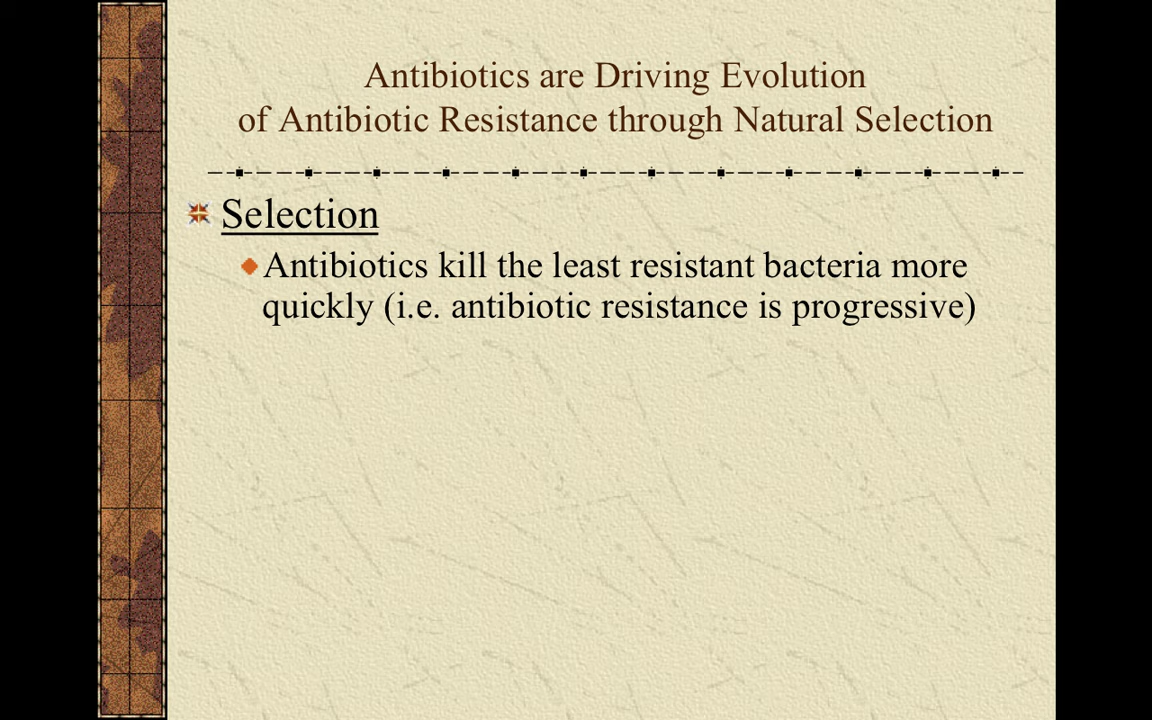 Antibiotics are Driving Evolution
of Antibiotic Resistance through Natural Selection
Selection
Antibiotics kill the least resistant bacteria more
quickly (i.e. antibiotic resistance is progressive)